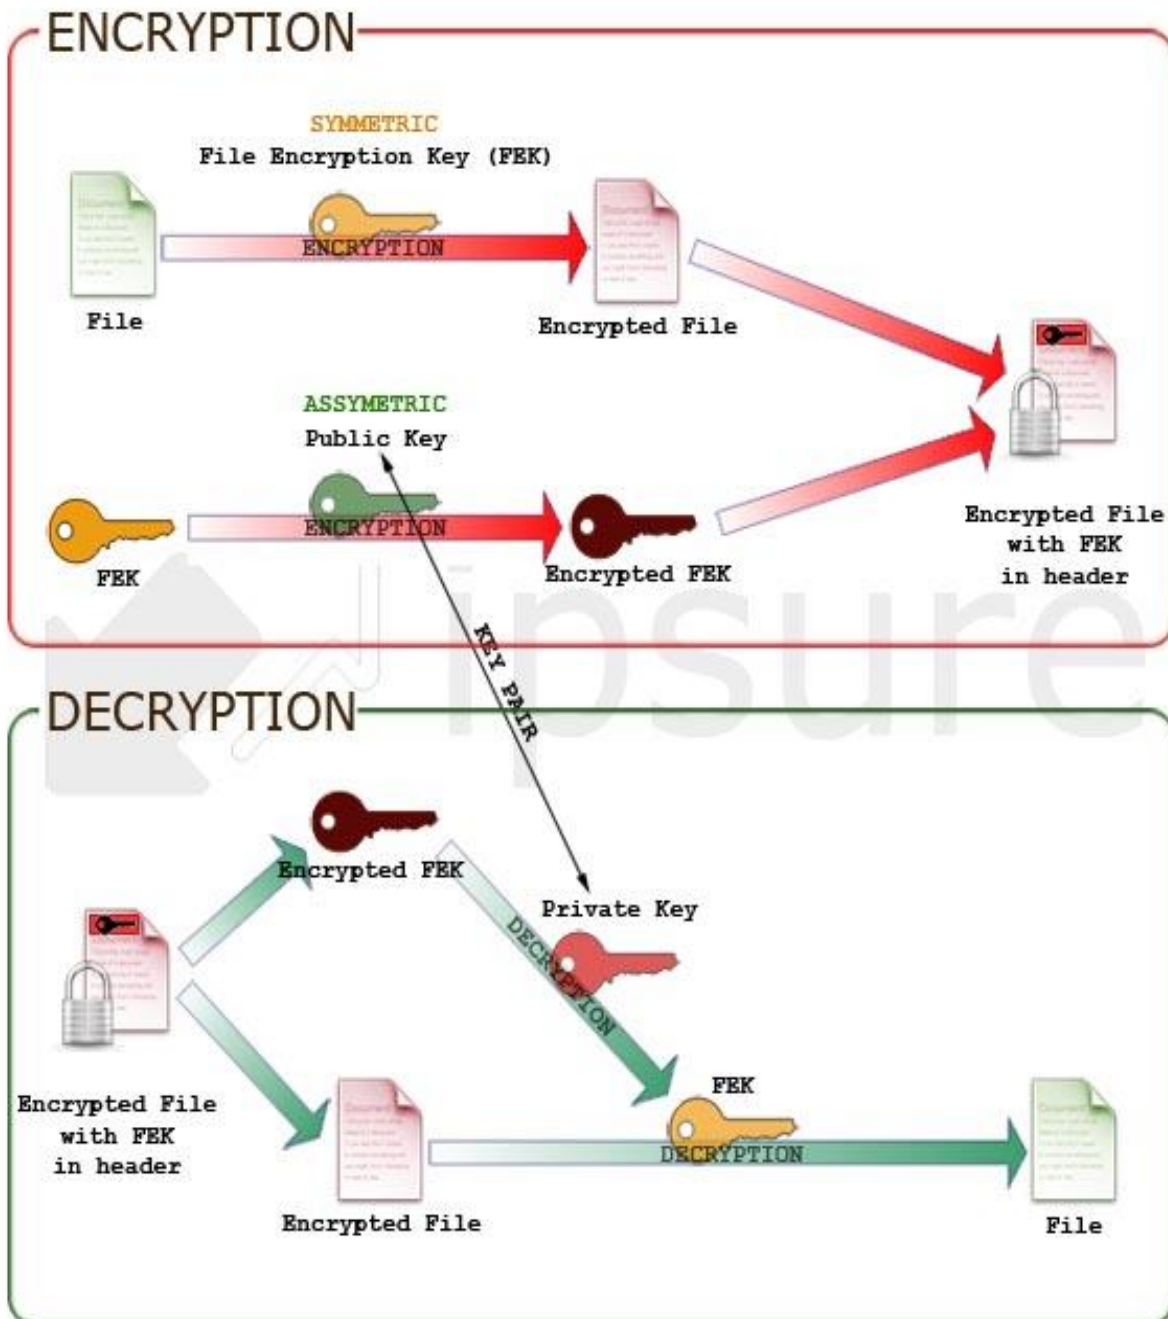 ENCRYPTION
SYMMETRIC
File Encryption Key (FEK)
ENCRYPTION
File
Encrypted File
ASSYMETRIC
Public Key
ENCRYPTION
FEK
Encrypted FEK
Encrypted File
with FEK
in header
KEY PAIR
ipsure
DECRYPTION
Encrypted FEK
Private Key
DECRYPTION
Encrypted File
with FEK
in header
FEK
DECRYPTION
Encrypted File
File